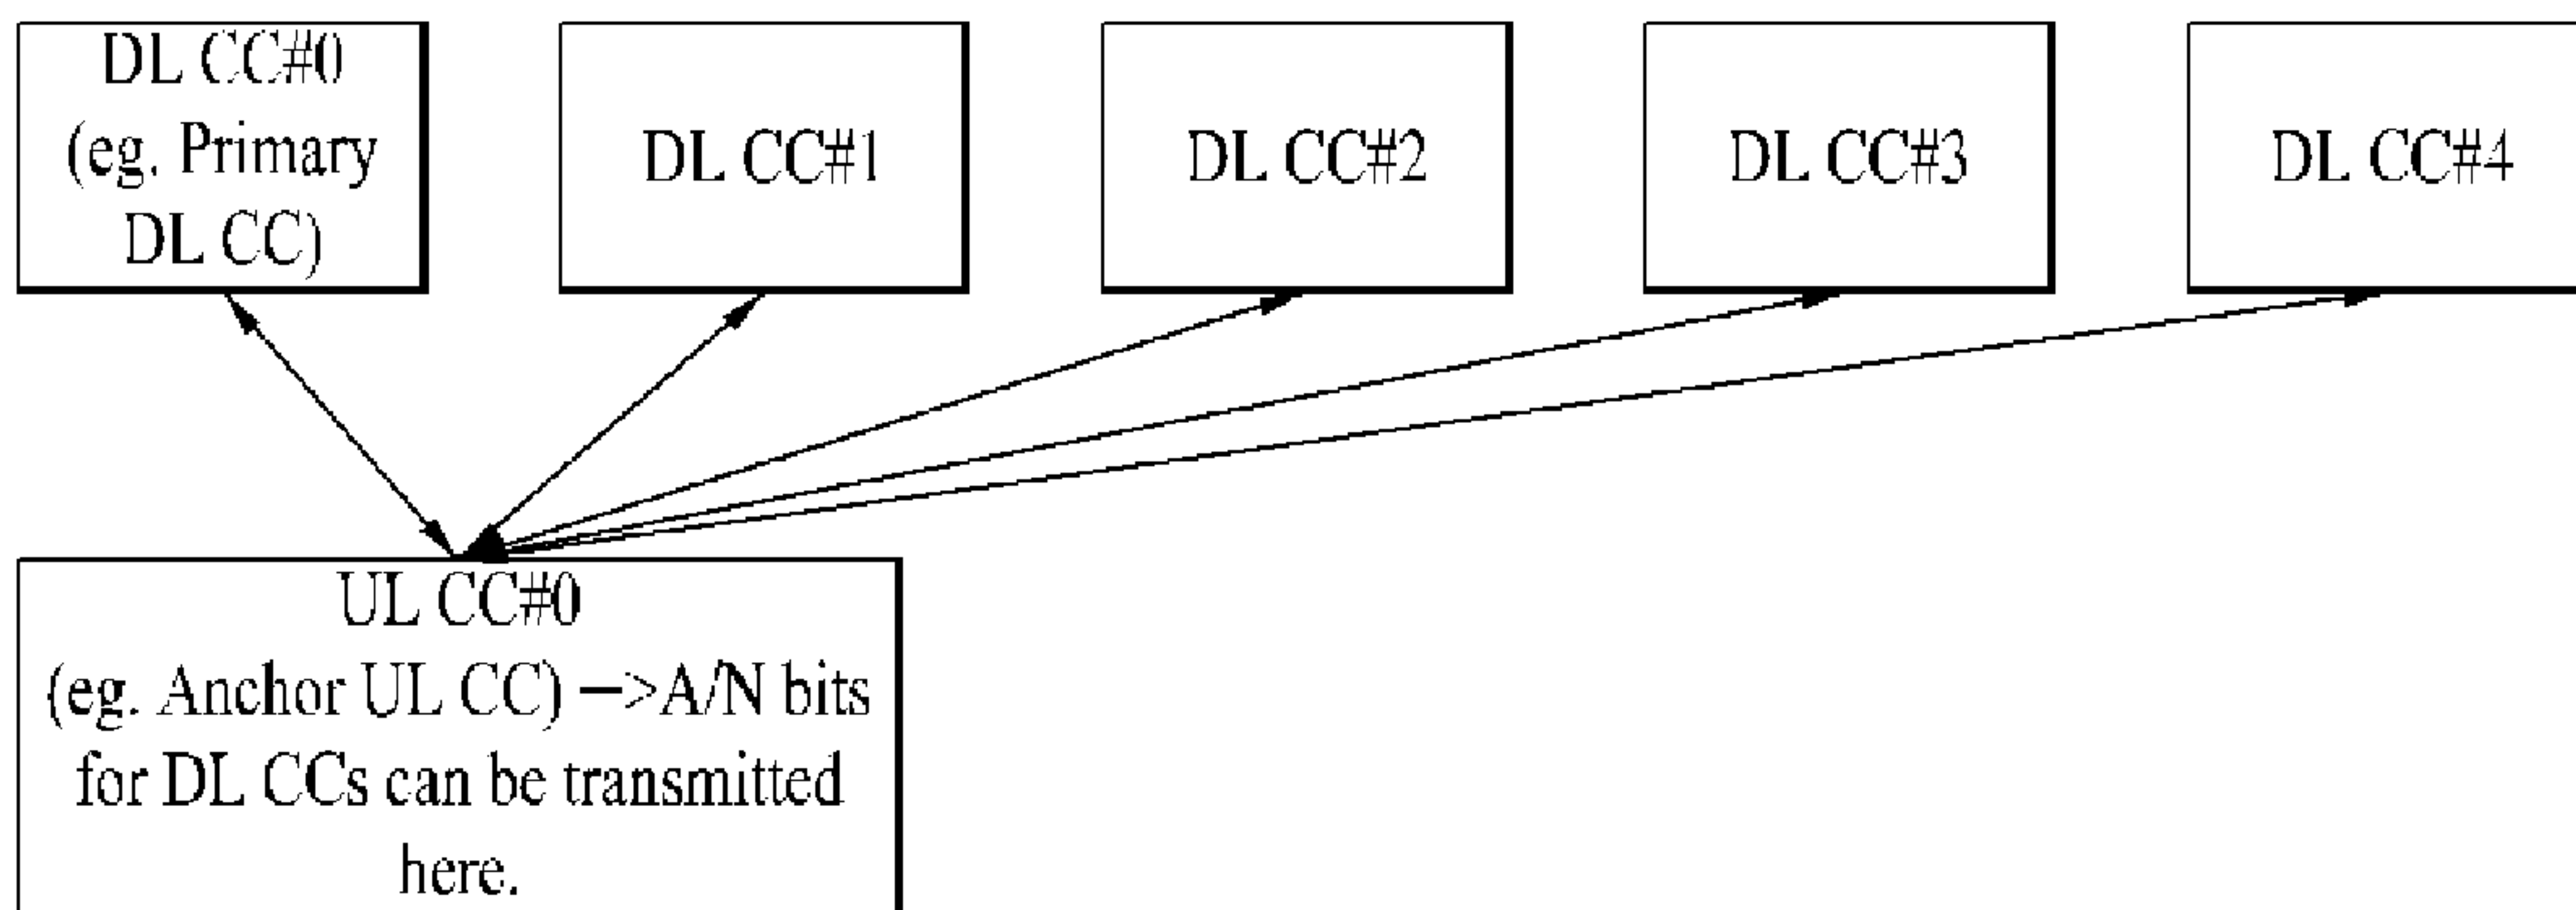 DL CC#0
(eg. Primary
DL CC)
DL CC#1
DL CC#2
DL CC#3
DL CC#4
UL CC#0
(eg. Anchor UL CC) —>A/N bits
for DL CCs can be transmitted
here.